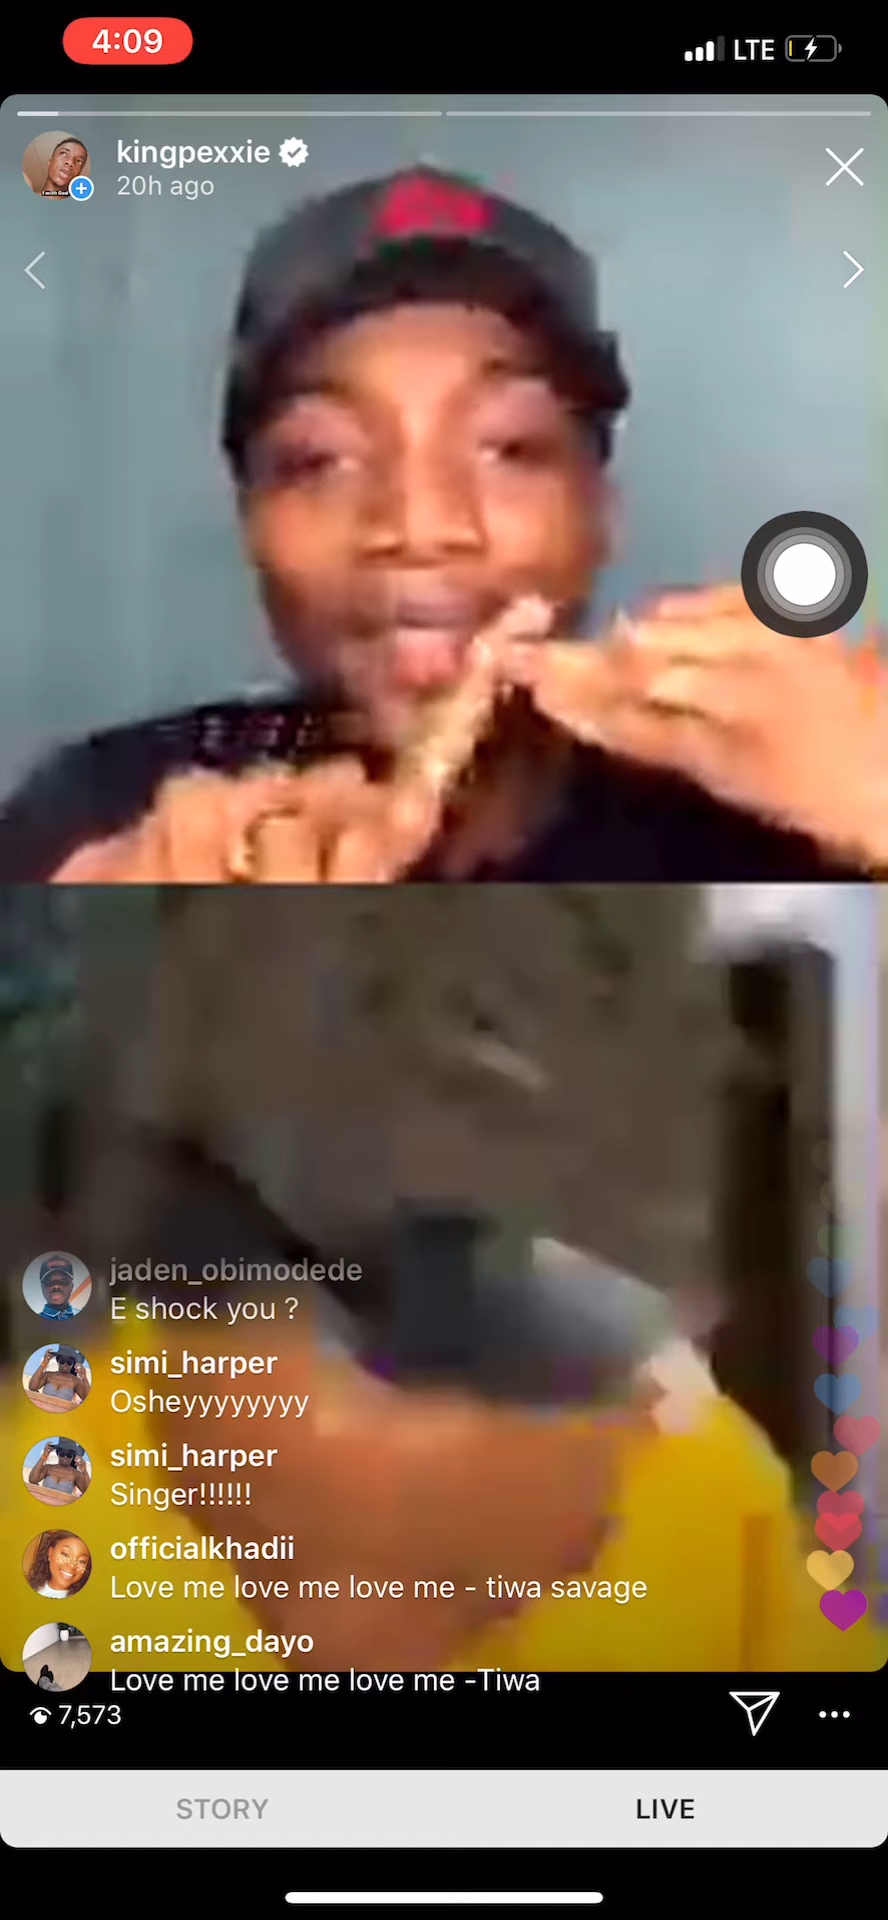 4:09
LTE
kingpexxie
20h ago
jaden_obimodede
E shock you ?
simi_harper
Osheyyyyyyyy
simi_harper
Singer!!!!!!
officialkhadii
Love me love me love me - tiwa savage
amazing_dayo
Love me love me love me -Tiwa
7,573
STORY
LIVE